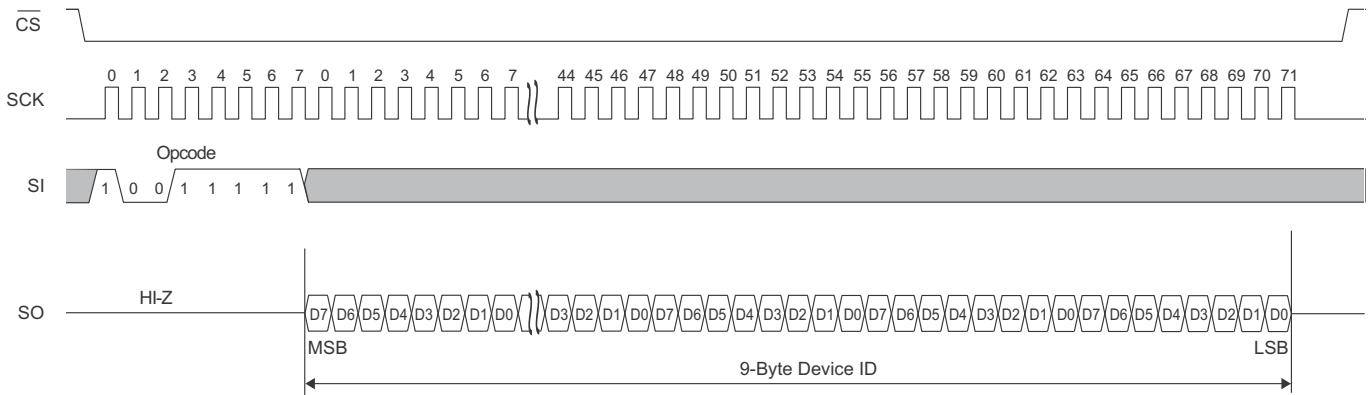 CS
0 1 2 3 4 5 6 7 0 1 2 3 4 5 6 7 44 45 46 47 48 49 50 51 52 53 54 55 56 57 58 59 60 61 62 63 64 65 66 67 68 69 70 71
SCK
Opcode
SI 1 0 0 1 1 1 1 1
HI-Z
SO D7 D6 D5 D4 D3 D2 D1 D0 D3 D2 D1 D0 D7 D6 D5 D4 D3 D2 D1 D0 D7 D6 D5 D4 D3 D2 D1 D0 D7 D6 D5 D4 D3 D2 D1 D0
MSB LSB
9-Byte Device ID